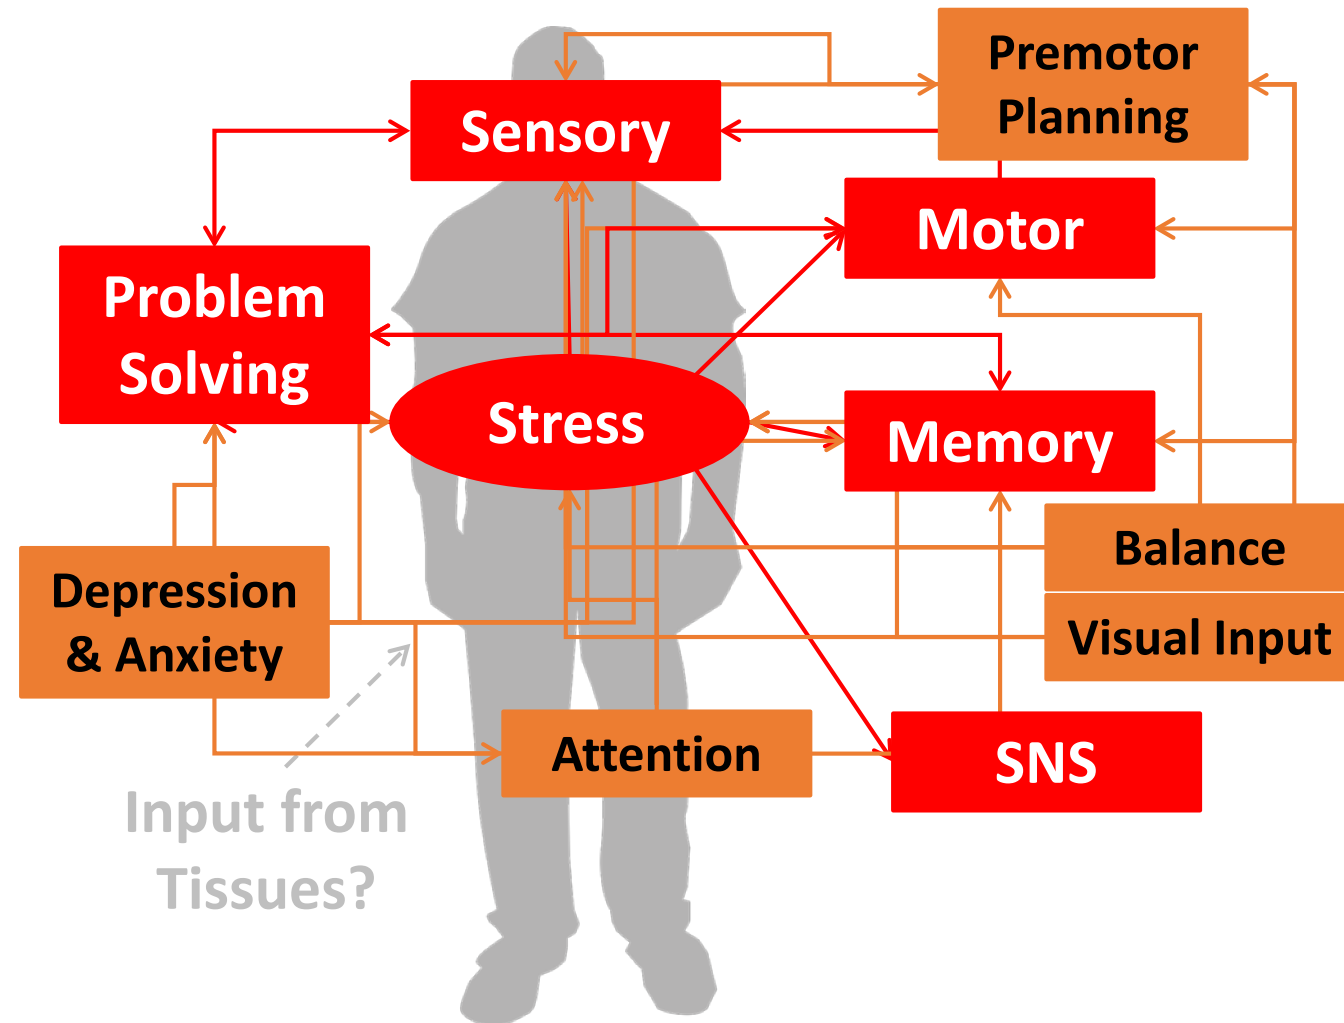 Premotor
Planning
Sensory
Motor
Problem
Solving
Stress
Memory
Balance
Depression
& Anxiety
Visual Input
Attention
SNS
Input from
Tissues?